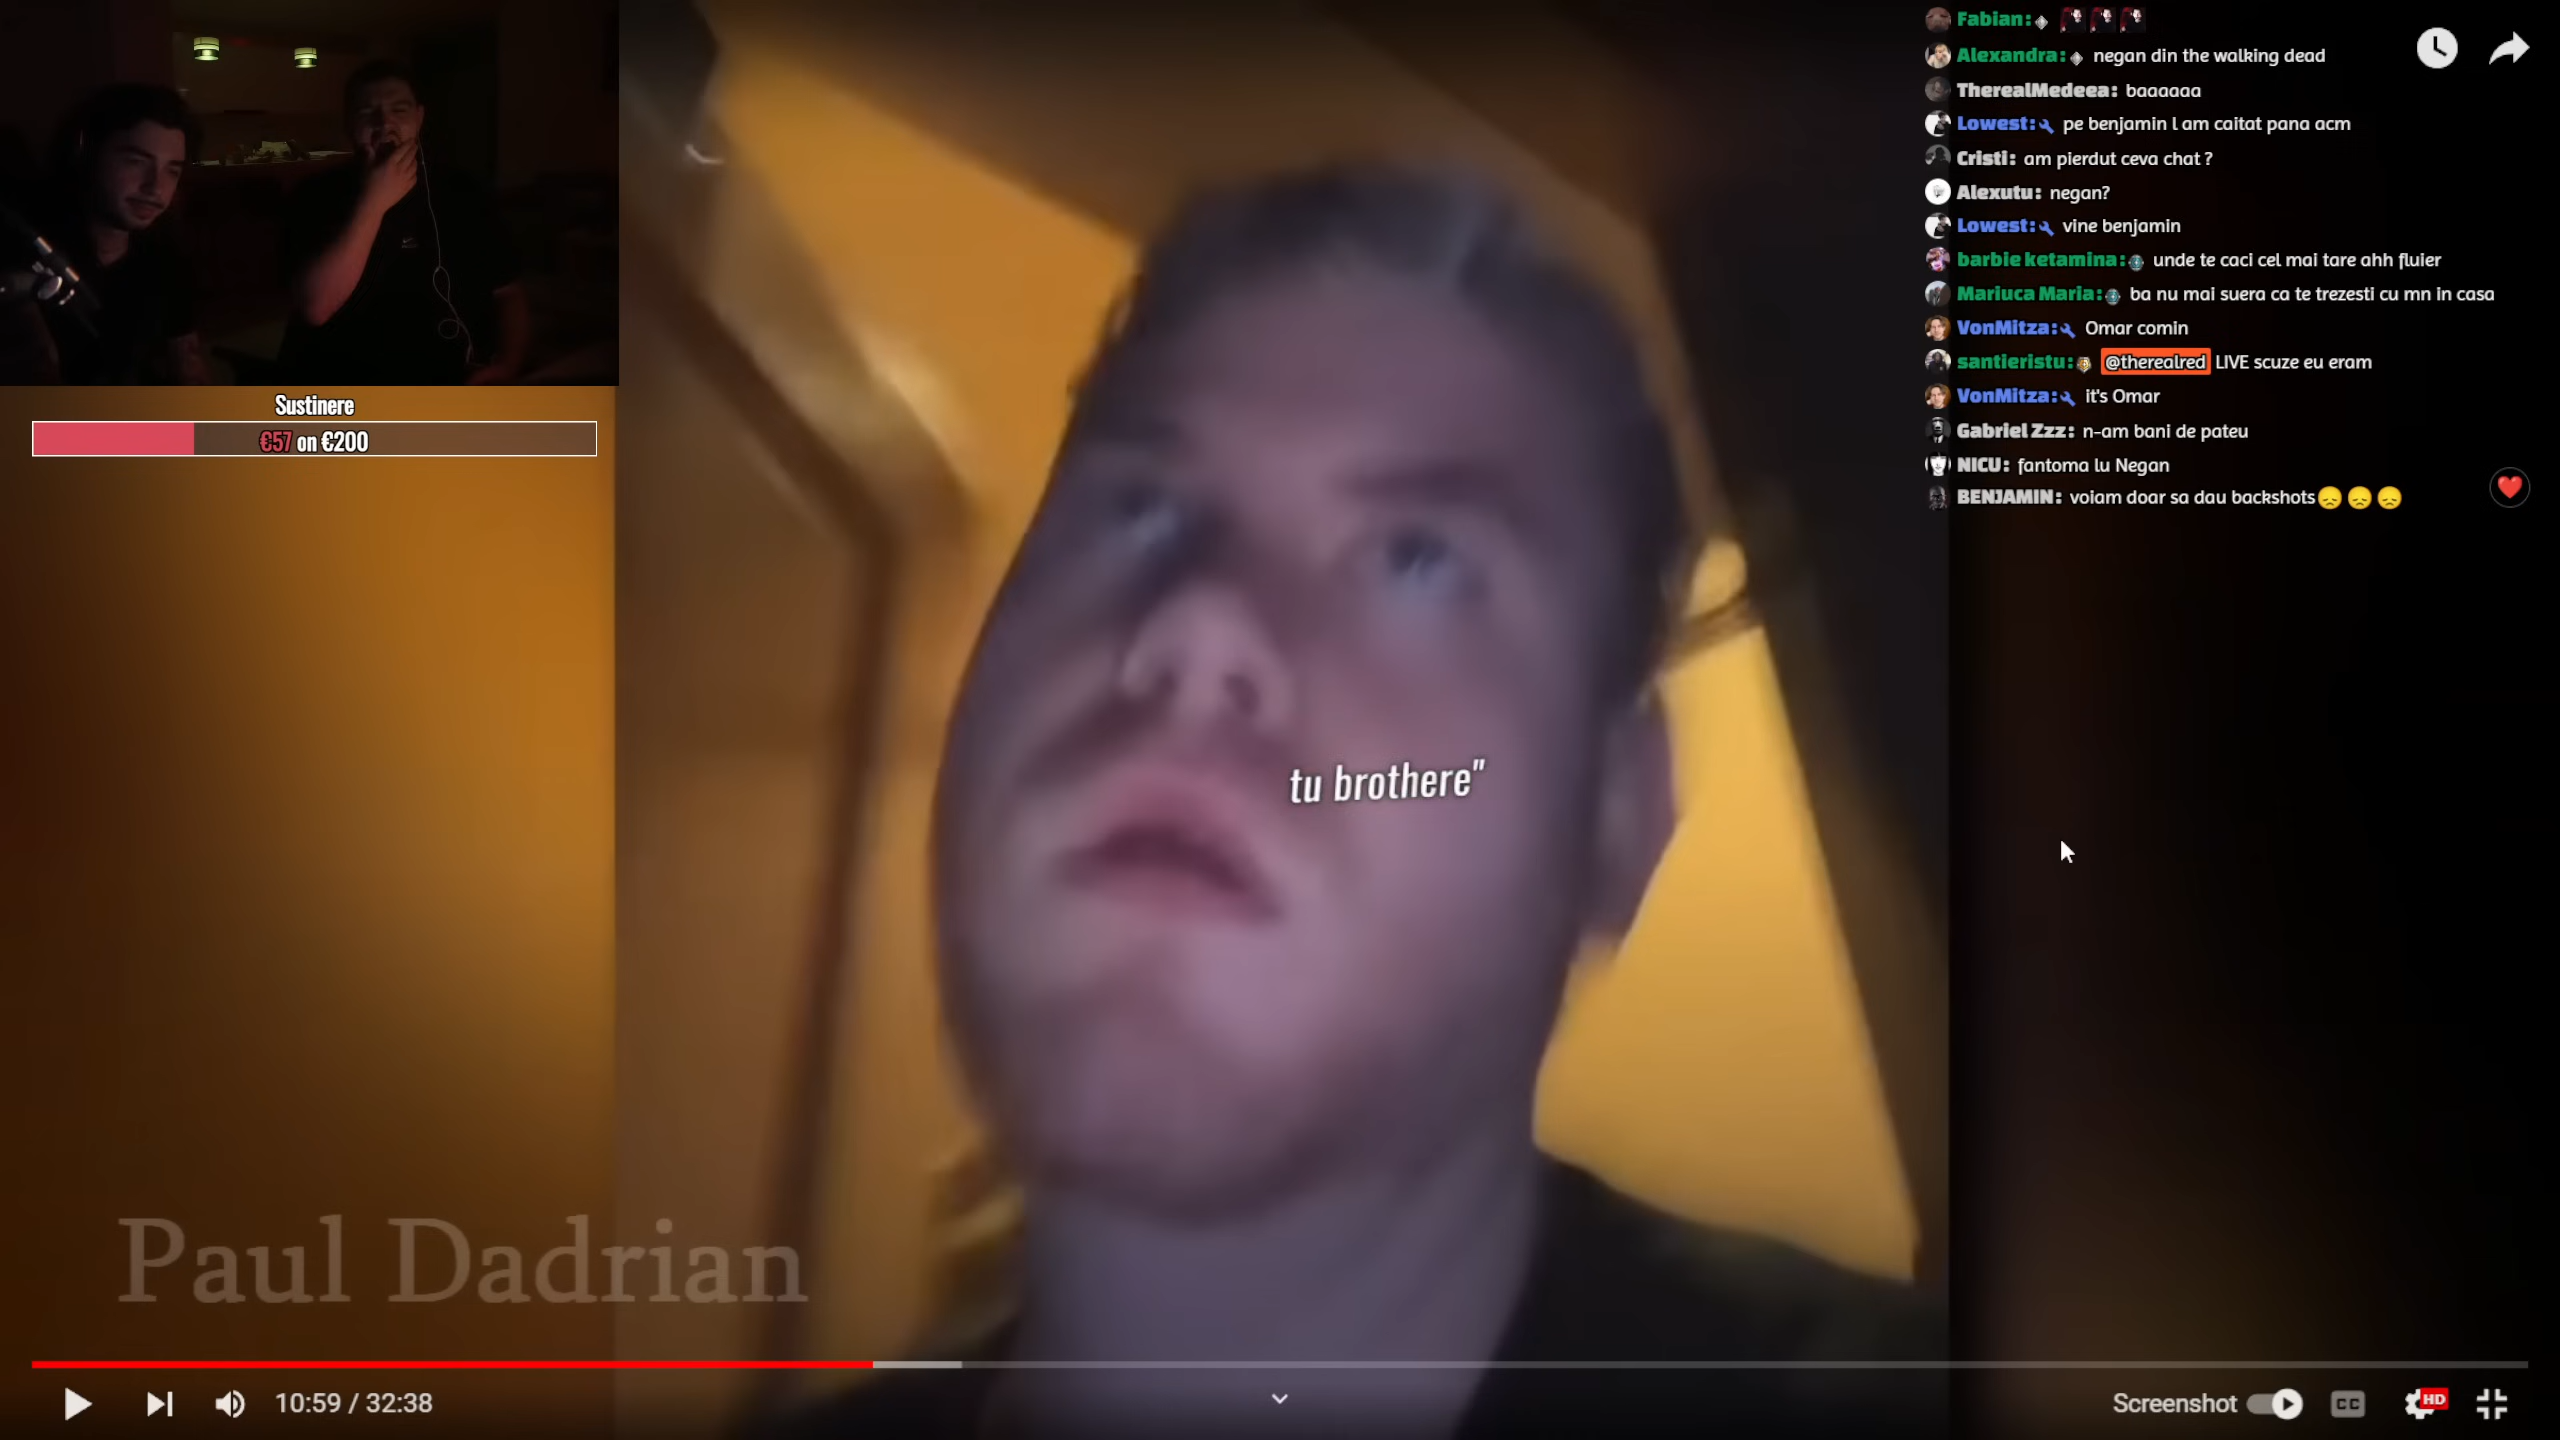 Fabian:
Alexandra: negan din the walking dead
TherealMedeea: baaaaaa
Lowest: pe benjamin l am caitat pana acm
Cristi: am pierdut ceva chat ?
Alexutu: negan?
Lowest: vine benjamin
barbie ketamina: unde te caci cel mai tare ahh fluier
Mariuca Maria: ba nu mai suera ca te trezesti cu mn in casa
VonMitza: Omar comin
santieristu: @therealred LIVE scuze eu eram
VonMitza: it's Omar
Gabriel Zzz: n-am bani de pateu
NICU: fantoma lu Negan
BENJAMIN: voiam doar sa dau backshots😞😞😞
Sustinere
€57 on €200
tu brothere"
Paul Dadrian
10:59 / 32:38
Screenshot
CC
HD